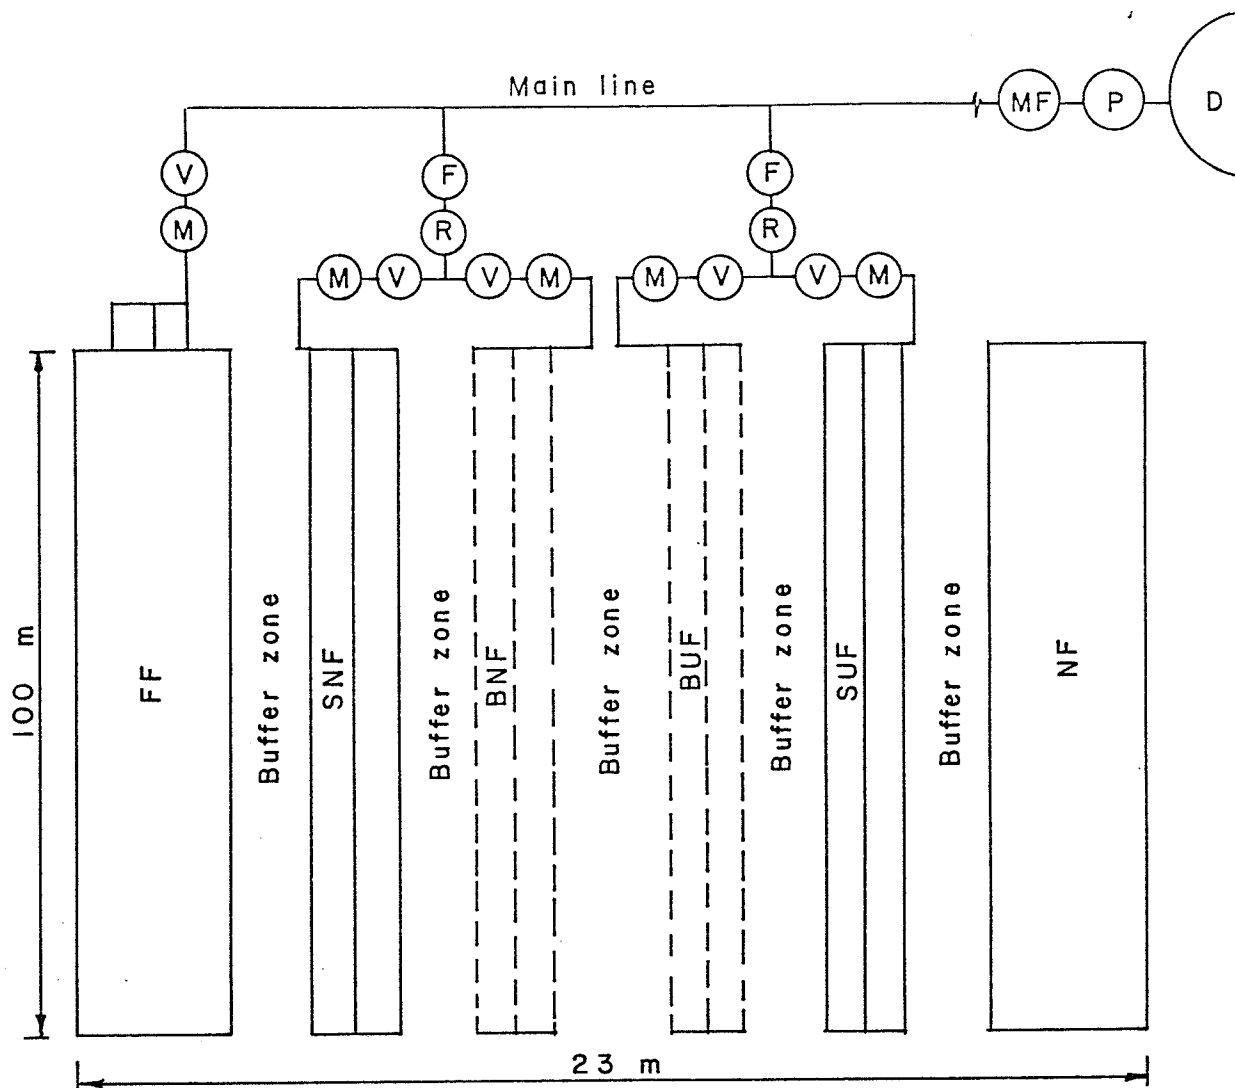 Main line
MF P D
V F F
M R R
M V V M M V V M
100 m
FF
Buffer zone
SNF
Buffer zone
BNF
Buffer zone
BUF
Buffer zone
SUF
Buffer zone
NF
23 m